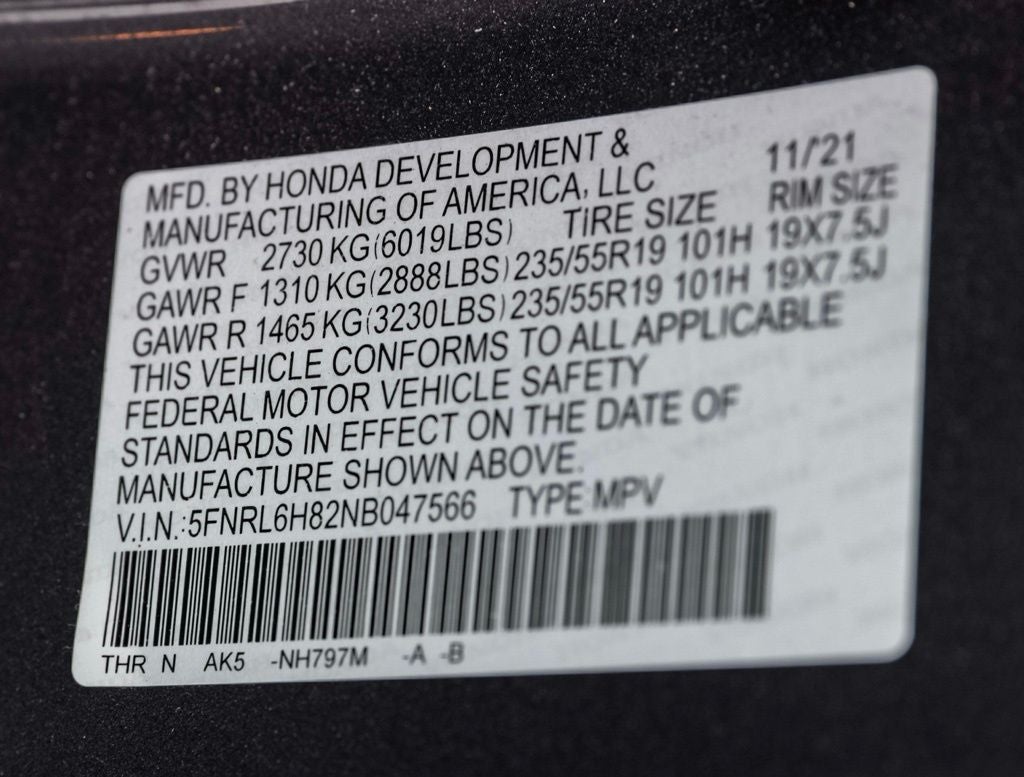 MFD. BY HONDA DEVELOPMENT & 11/'21
MANUFACTURING OF AMERICA, LLC RIM SIZE
GVWR 2730 KG(6019LBS) TIRE SIZE
GAWR F 1310 KG(2888LBS) 235/55R19 101H 19X7.5J
GAWR R 1465 KG(3230LBS) 235/55R19 101H 19X7.5J
THIS VEHICLE CONFORMS TO ALL APPLICABLE
FEDERAL MOTOR VEHICLE SAFETY
STANDARDS IN EFFECT ON THE DATE OF
MANUFACTURE SHOWN ABOVE.
V.I.N.:5FNRL6H82NB047566 TYPE:MPV
THR N AK5 -NH797M -A -B